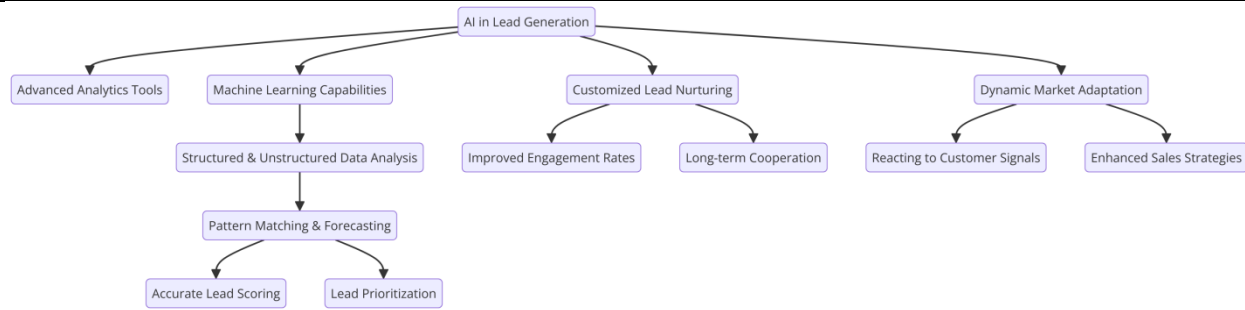 AI in Lead Generation
Advanced Analytics Tools
Machine Learning Capabilities
Customized Lead Nurturing
Dynamic Market Adaptation
Structured & Unstructured Data Analysis
Improved Engagement Rates
Long-term Cooperation
Reacting to Customer Signals
Enhanced Sales Strategies
Pattern Matching & Forecasting
Accurate Lead Scoring
Lead Prioritization